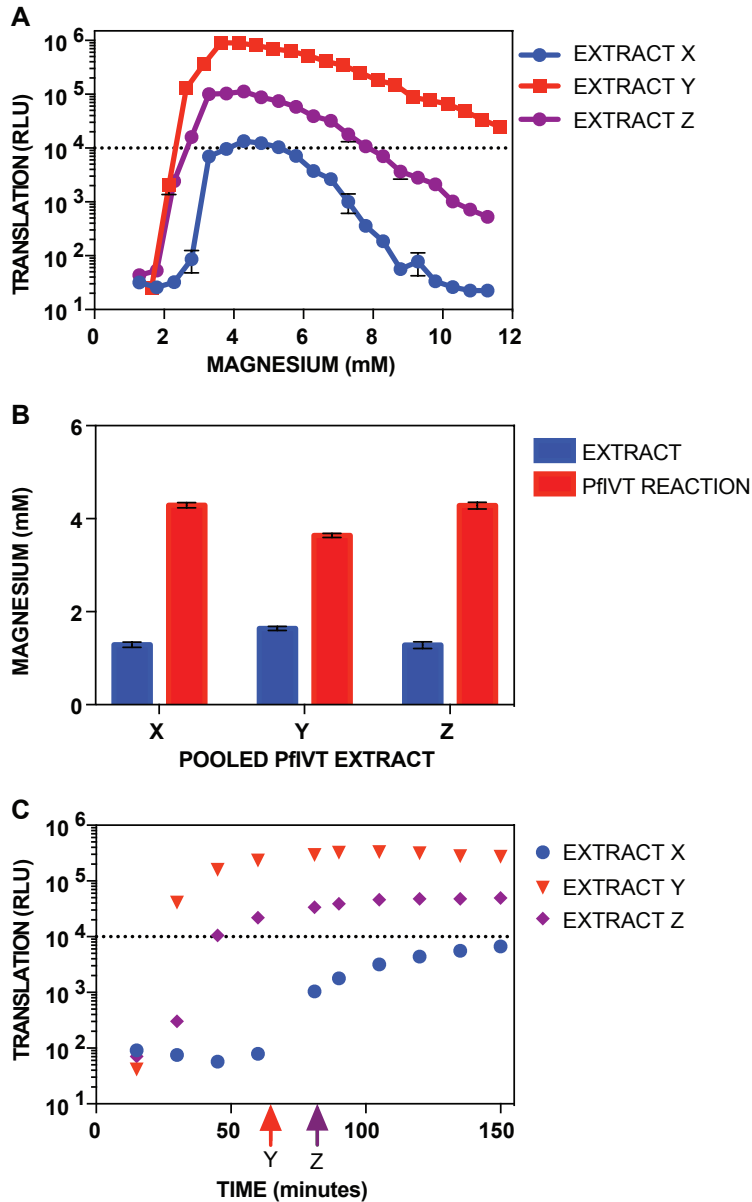 A
TRANSLATION (RLU)
10^6
10^5
10^4
10^3
10^2
10^1
0 2 4 6 8 10 12
MAGNESIUM (mM)
EXTRACT X
EXTRACT Y
EXTRACT Z
B
MAGNESIUM (mM)
6
4
2
0
X Y Z
POOLED PfIVT EXTRACT
EXTRACT
PfIVT REACTION
C
TRANSLATION (RLU)
10^6
10^5
10^4
10^3
10^2
10^1
0 50 100 150
Y Z
TIME (minutes)
EXTRACT X
EXTRACT Y
EXTRACT Z